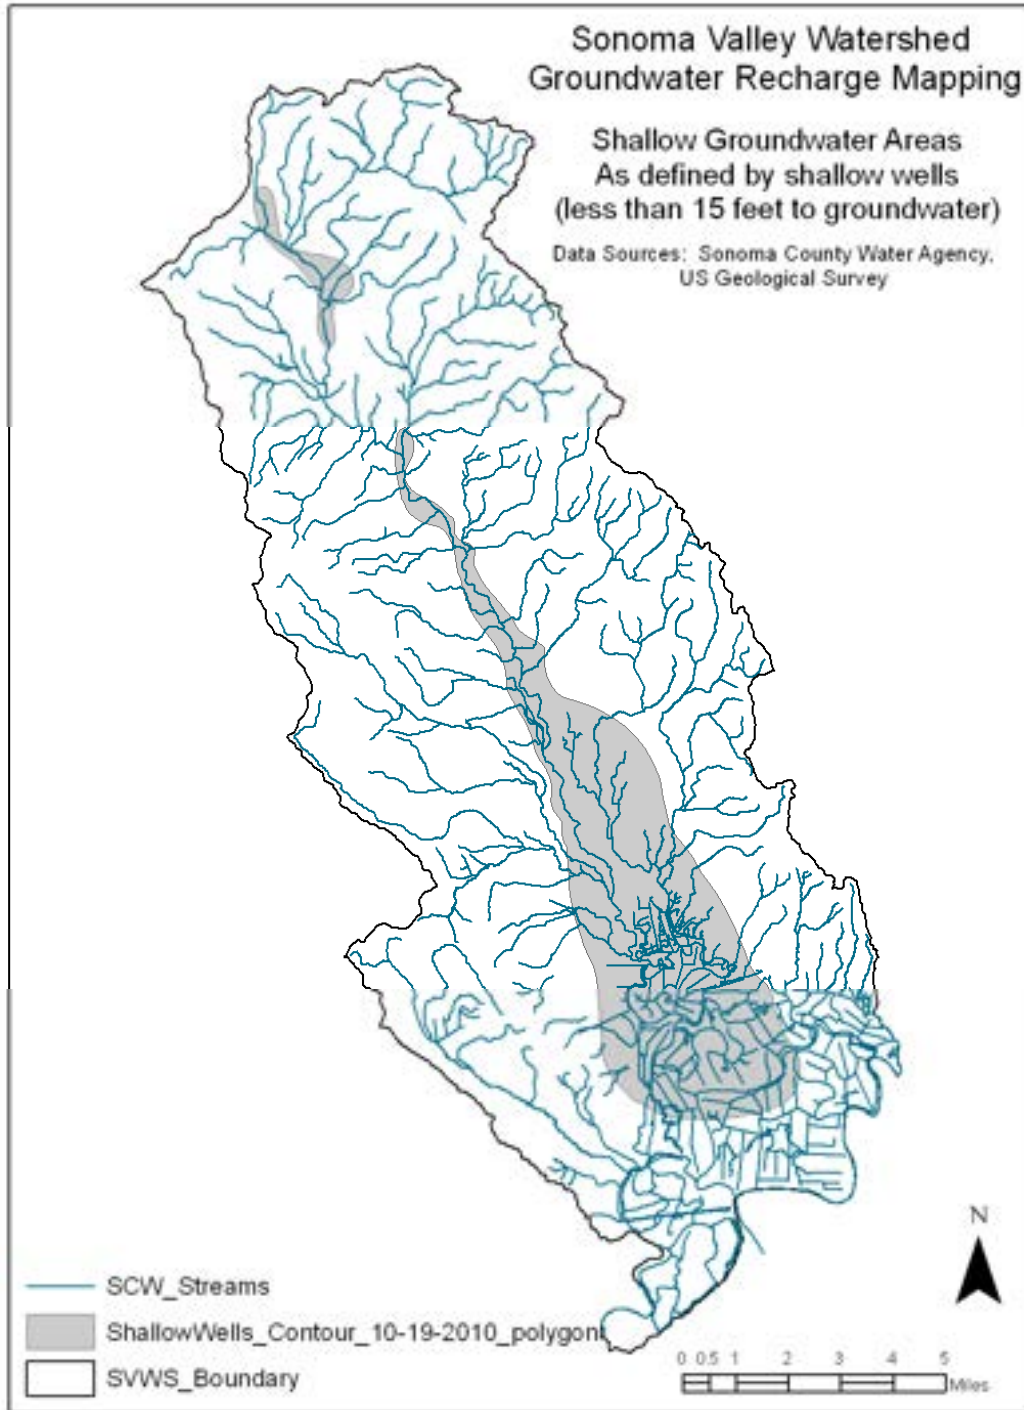 Sonoma Valley Watershed
Groundwater Recharge Mapping
Shallow Groundwater Areas
As defined by shallow wells
(less than 15 feet to groundwater)
Data Sources: Sonoma County Water Agency,
US Geological Survey
N
SCW_Streams
ShallowWells_Contour_10-19-2010_polygon
SVWS_Boundary
0 0.5 1 2 3 4 5
Miles